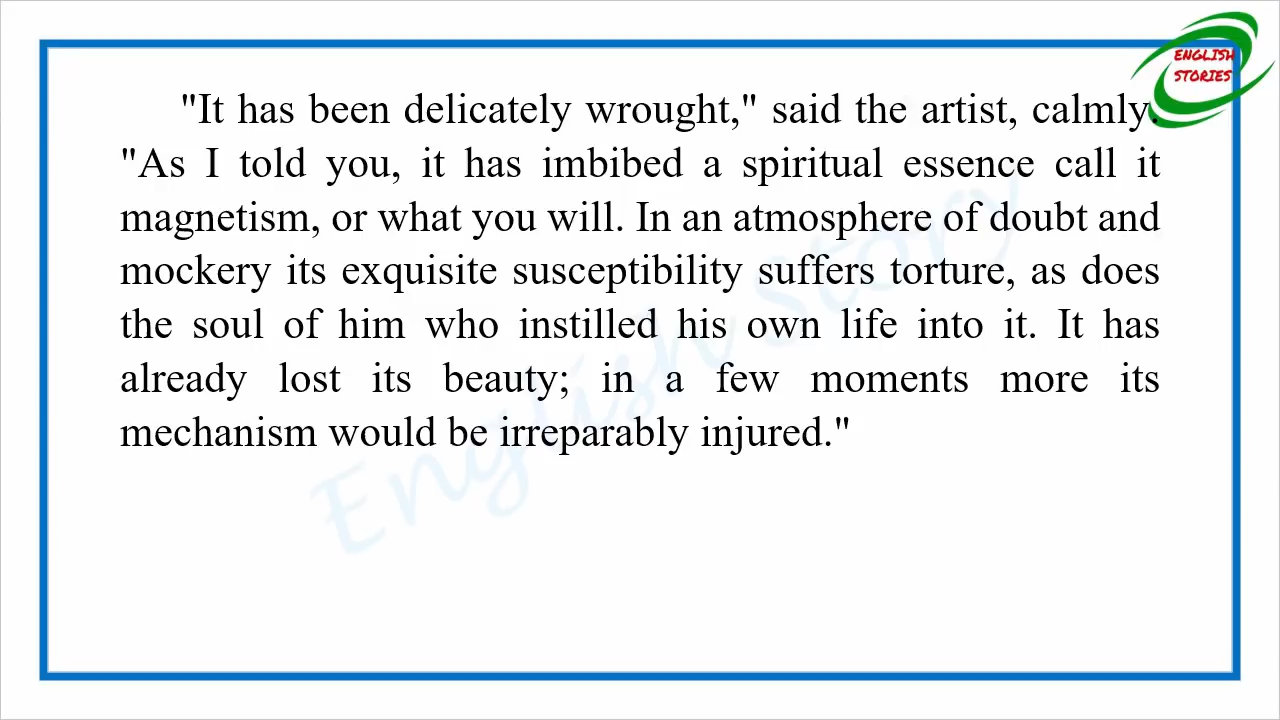 ENGLISH
STORIES
"It has been delicately wrought," said the artist, calmly.
"As I told you, it has imbibed a spiritual essence call it
magnetism, or what you will. In an atmosphere of doubt and
mockery its exquisite susceptibility suffers torture, as does
the soul of him who instilled his own life into it. It has
already lost its beauty; in a few moments more its
mechanism would be irreparably injured."
English Story